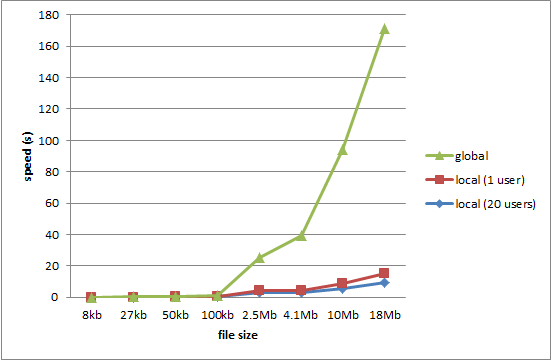 180
160
140
120
100
80
60
40
20
0
speed (s)
8kb 27kb 50kb 100kb 2.5Mb 4.1Mb 10Mb 18Mb
file size
global
local (1 user)
local (20 users)